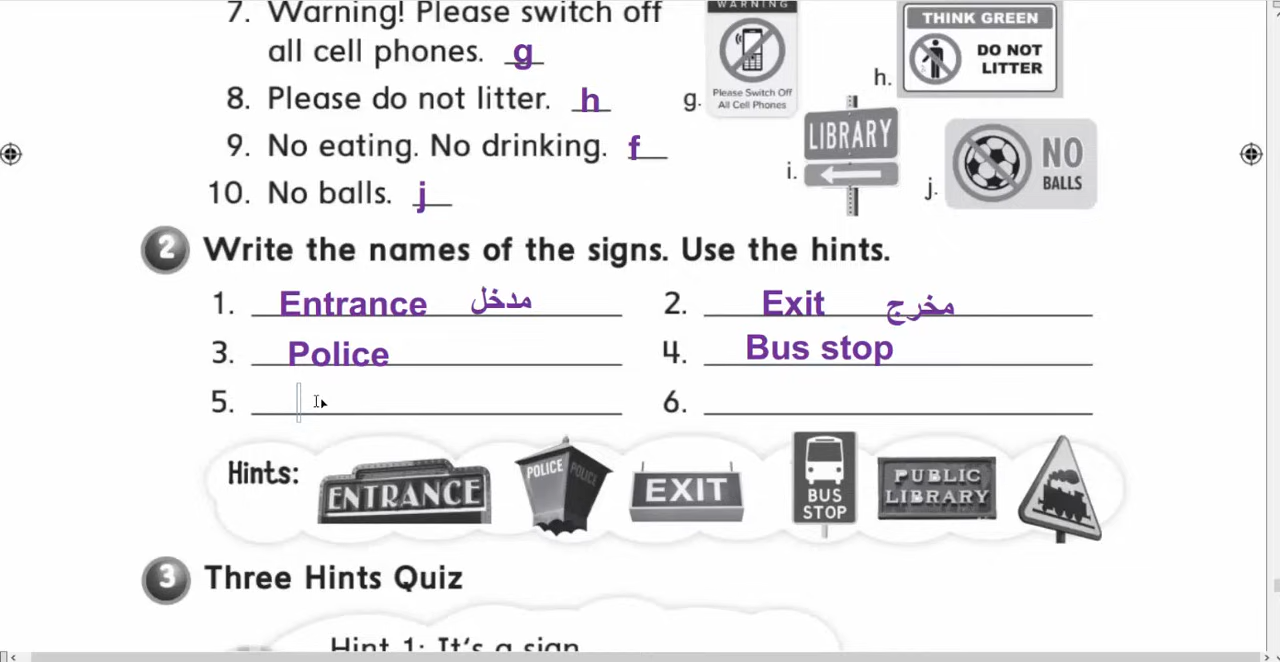 7. Warning! Please switch off
all cell phones. g
8. Please do not litter. h
9. No eating. No drinking. f
10. No balls. j
WARNING
Please Switch Off
All Cell Phones
g.
THINK GREEN
DO NOT
LITTER
h.
LIBRARY
i.
NO
BALLS
j.
2 Write the names of the signs. Use the hints.
1. Entrance مدخل
2. Exit مخرج
3. Police
4. Bus stop
5.
6.
Hints:
ENTRANCE
POLICE POLICE
EXIT
BUS
STOP
PUBLIC
LIBRARY
3 Three Hints Quiz
Hint 1: It's a sign